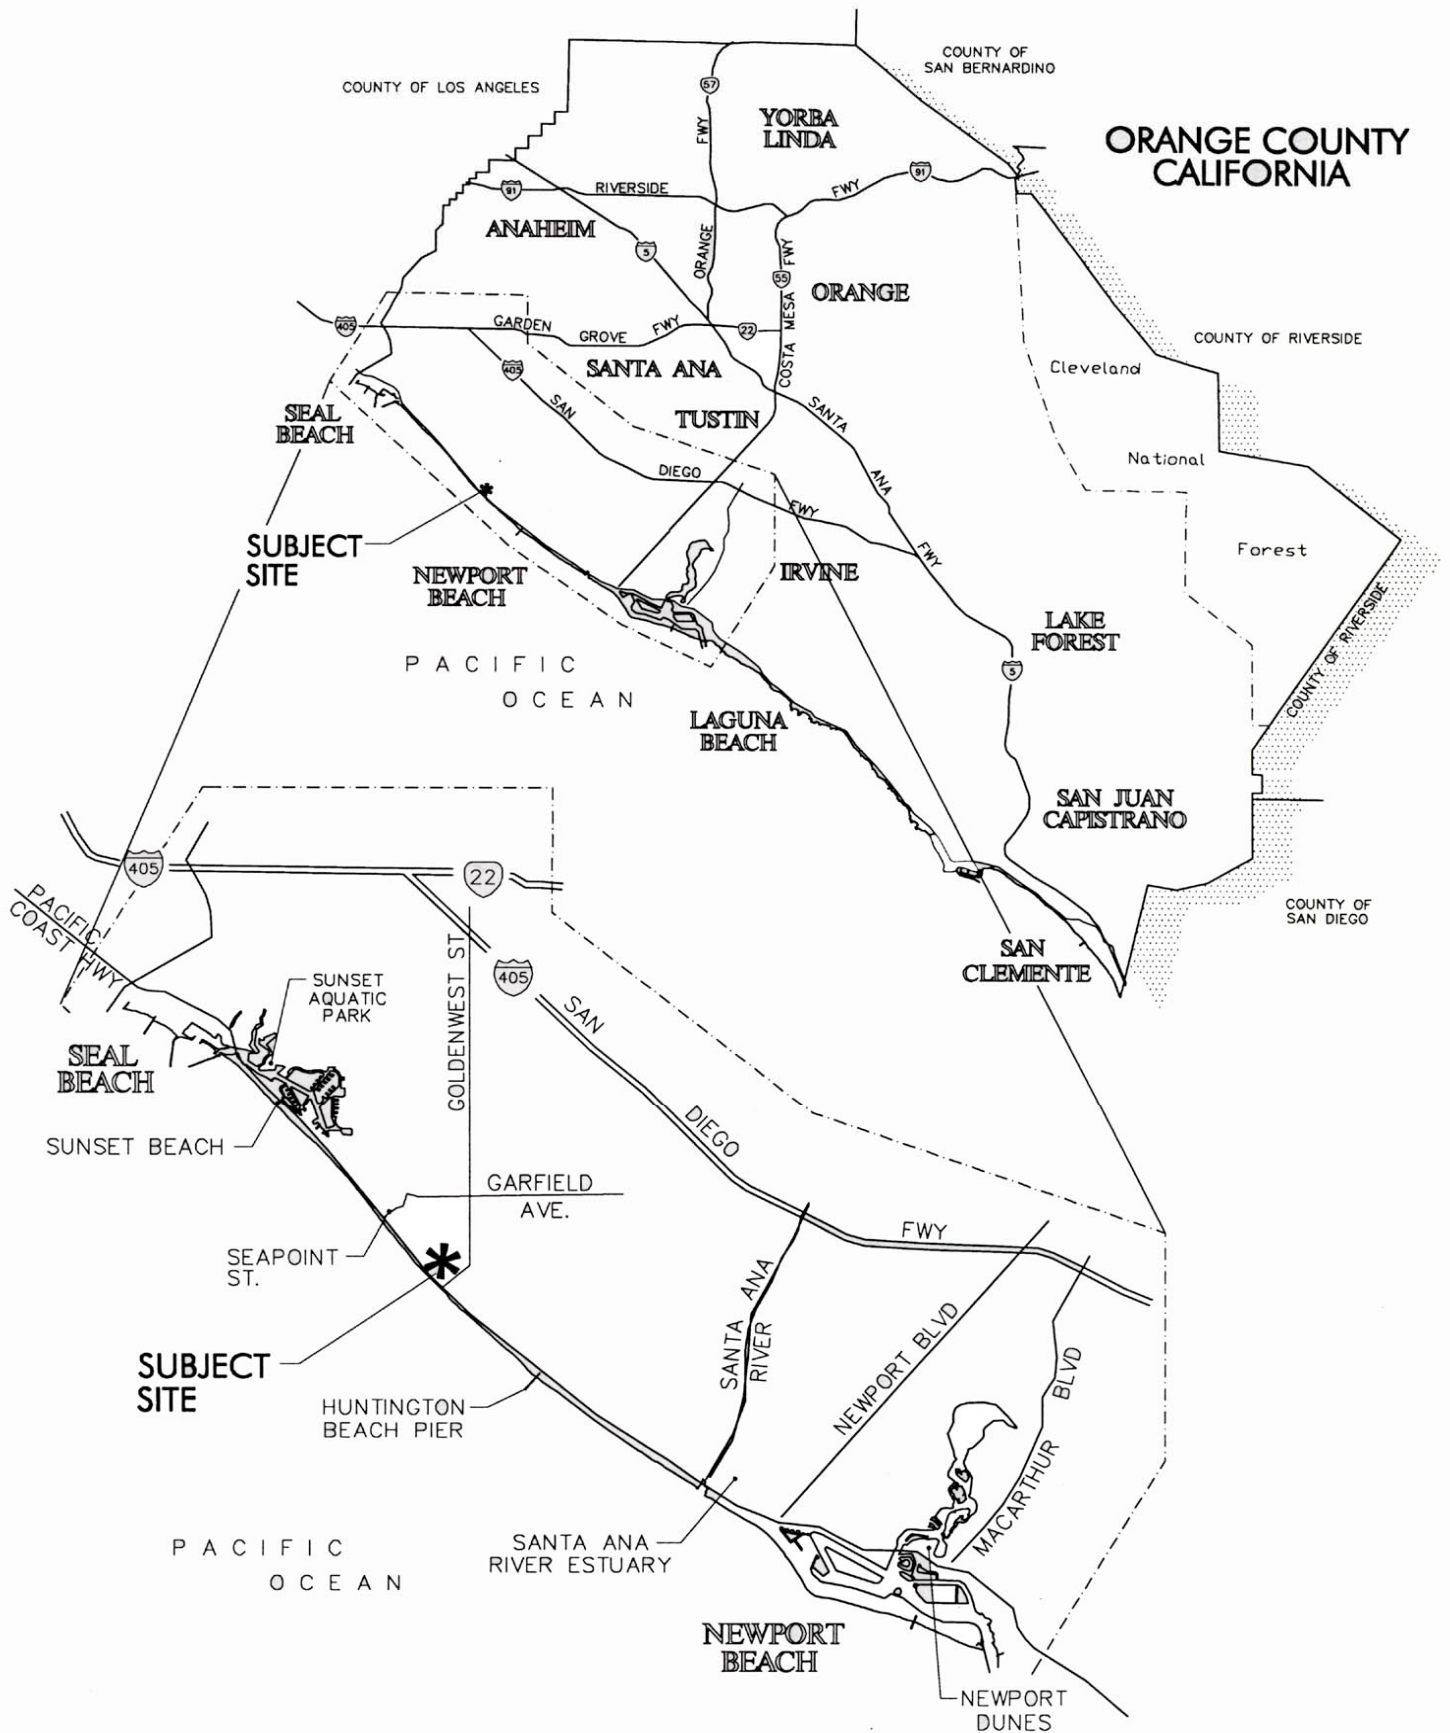 COUNTY OF
SAN BERNARDINO
COUNTY OF LOS ANGELES
57
FWY
YORBA
LINDA
ORANGE COUNTY
CALIFORNIA
91
RIVERSIDE
FWY
91
ANAHEIM
5
ORANGE
FWY
55
COSTA MESA
ORANGE
405
GARDEN
GROVE
FWY
22
COUNTY OF RIVERSIDE
405
SANTA ANA
Cleveland
SEAL
BEACH
SAN
TUSTIN
SANTA
National
DIEGO
ANA
FWY
SUBJECT
SITE
FWY
Forest
NEWPORT
BEACH
IRVINE
LAKE
FOREST
COUNTY OF RIVERSIDE
PACIFIC
OCEAN
5
LAGUNA
BEACH
SAN JUAN
CAPISTRANO
405
22
PACIFIC
COAST HWY
COUNTY OF
SAN DIEGO
SAN
CLEMENTE
GOLDENWEST ST
405
SUNSET
AQUATIC
PARK
SAN
SEAL
BEACH
DIEGO
SUNSET BEACH
GARFIELD
AVE.
FWY
SEAPOINT
ST.
SANTA ANA
RIVER
NEWPORT BLVD
SUBJECT
SITE
BLVD
MACARTHUR
HUNTINGTON
BEACH PIER
PACIFIC
OCEAN
SANTA ANA
RIVER ESTUARY
NEWPORT
BEACH
NEWPORT
DUNES